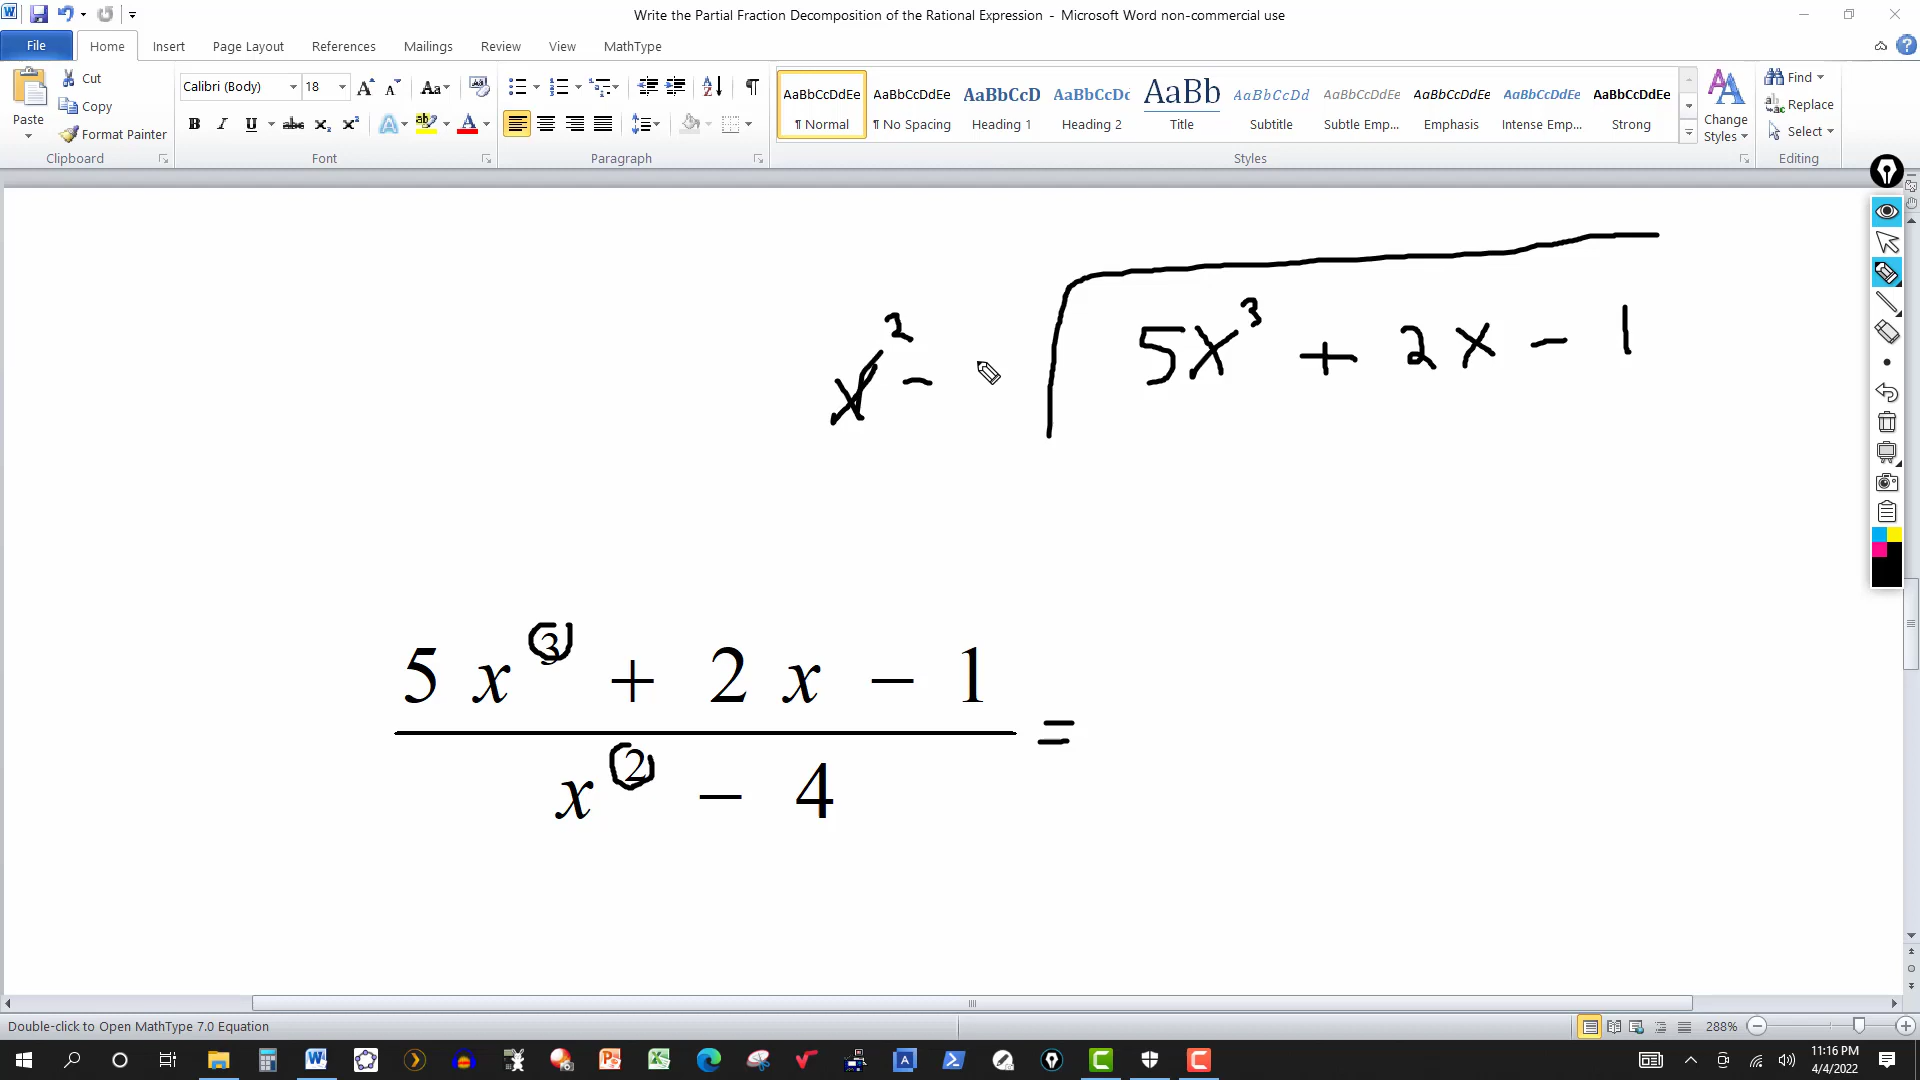 Write the Partial Fraction Decomposition of the Rational Expression - Microsoft Word non-commercial use
File Home Insert Page Layout References Mailings Review View MathType
Cut
Copy
Format Painter
Paste
Clipboard
Calibri (Body) 18
Font
Paragraph
AaBbCcDdEe AaBbCcDdEe AaBbCcD AaBbCcDc AaBb AaBbCcDd AaBbCcDdEe AaBbCcDdEe AaBbCcDdEe AaBbCcDdEe
¶ Normal ¶ No Spacing Heading 1 Heading 2 Title Subtitle Subtle Emp... Emphasis Intense Emp... Strong
Styles
Change Styles
Find
Replace
Select
Editing
x² − 5x³ + 2x − 1
5 x³ + 2 x − 1 =
x² − 4
Double-click to Open MathType 7.0 Equation
288%
11:16 PM
4/4/2022